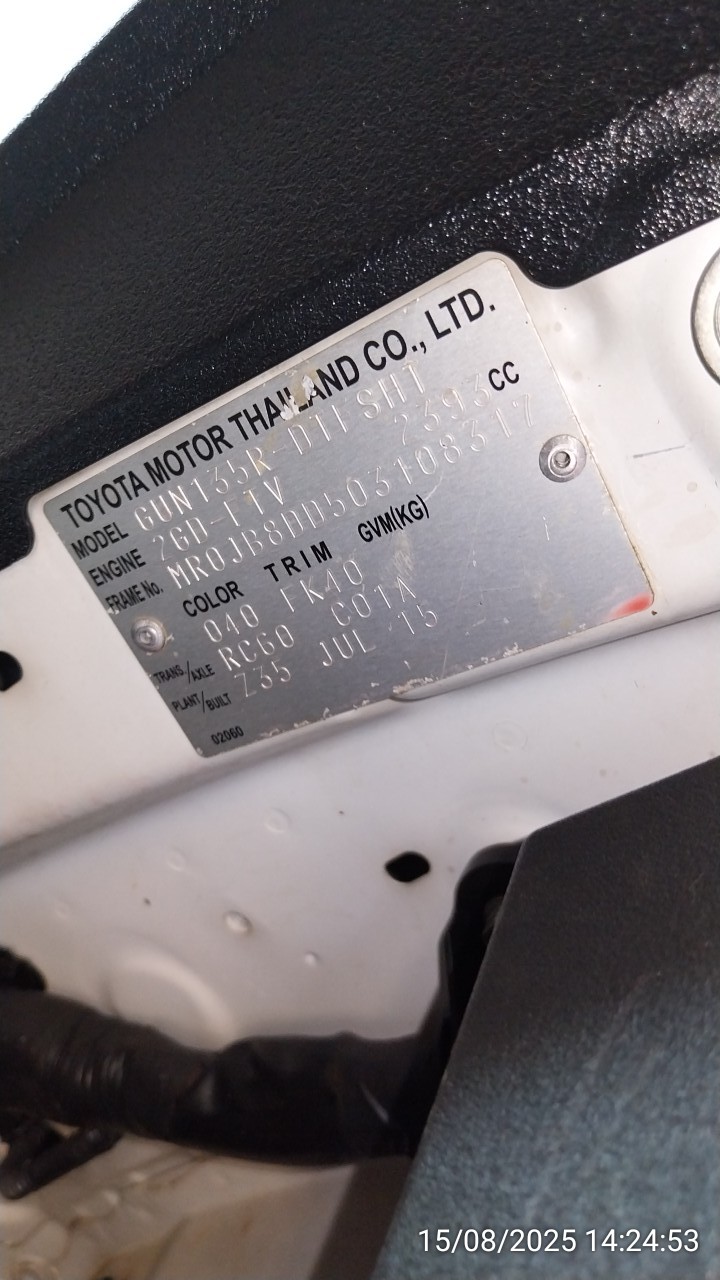 TOYOTA MOTOR THAILAND CO., LTD.
MODEL GUN135R-DTFSHT
ENGINE 2GD-FTV 2393 CC
FRAME No. MR0JB8DD503108317
COLOR TRIM GVM(KG)
040 FK40
TRANS./AXLE RC60 C01A
PLANT/BUILT Z35 JUL 15
02060
15/08/2025 14:24:53